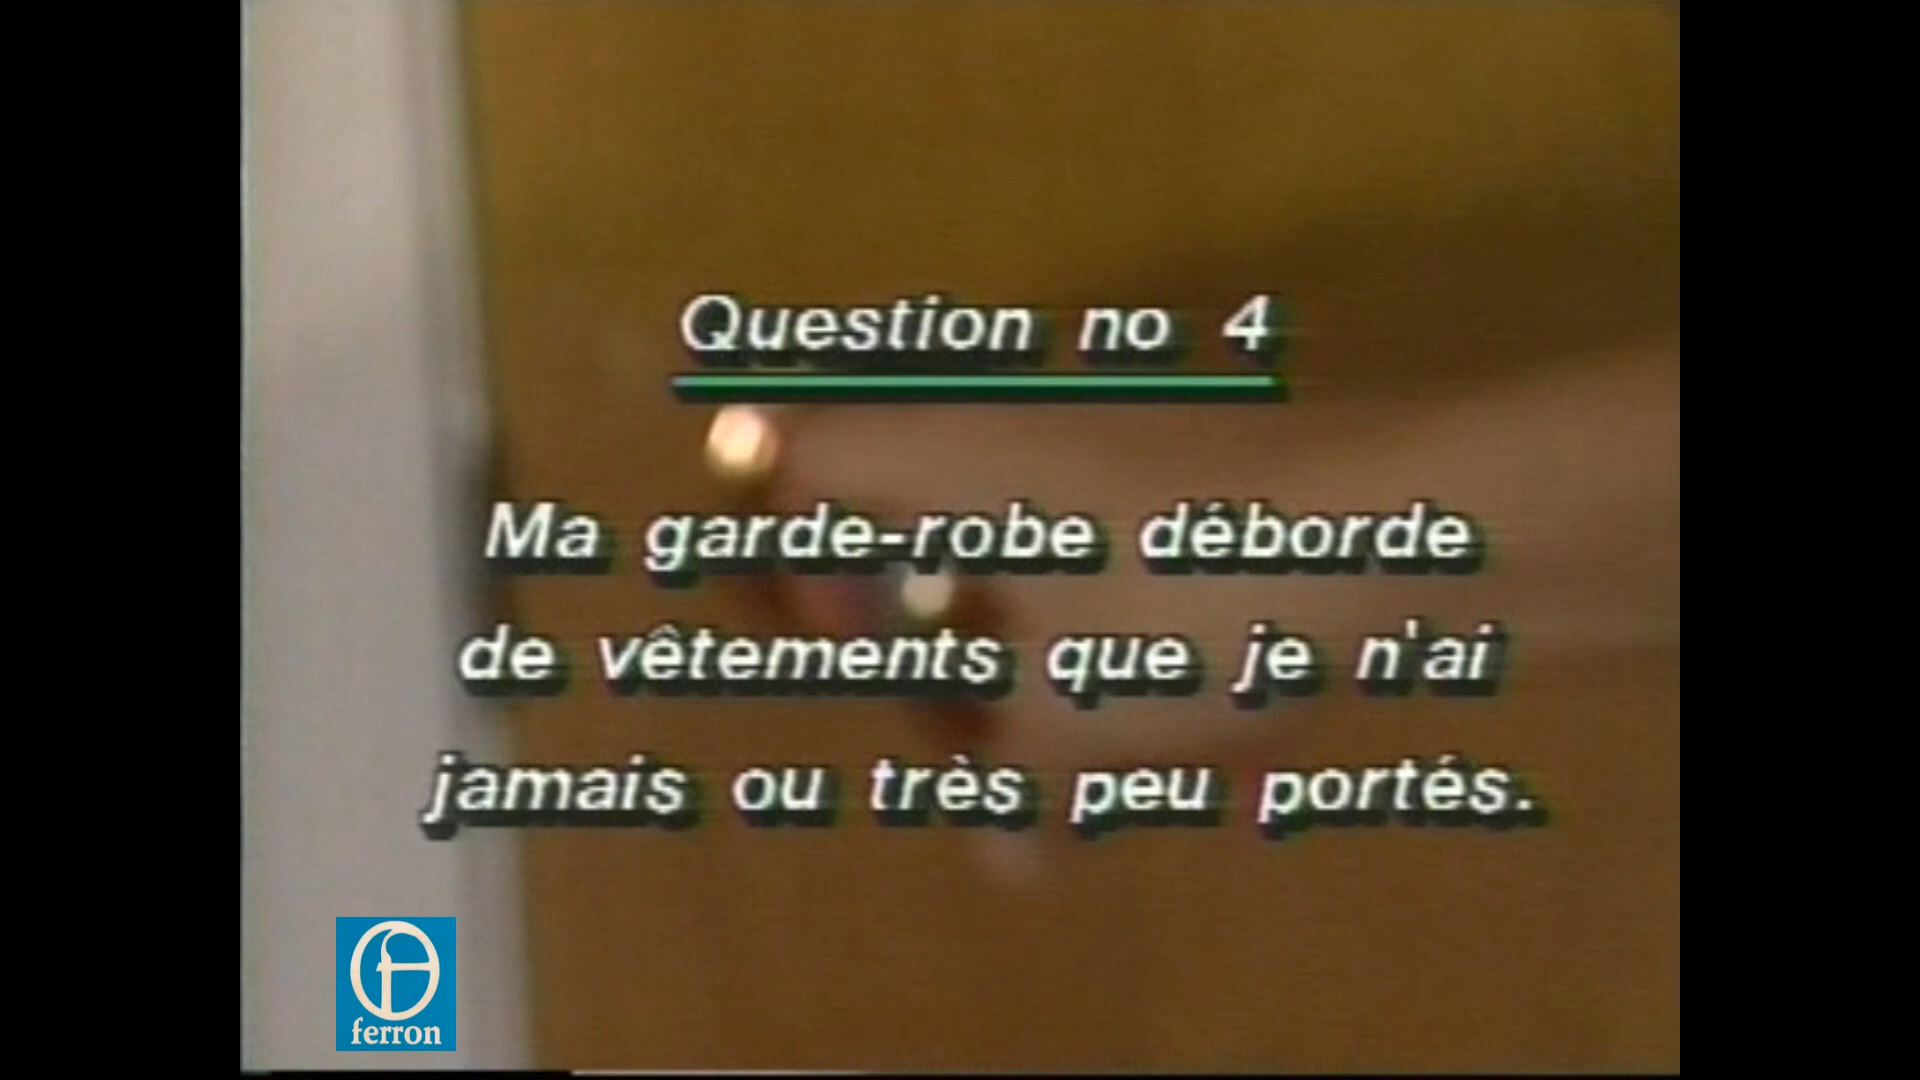 Question no 4
Ma garde-robe déborde
de vêtements que je n'ai
jamais ou très peu portés.
ferron